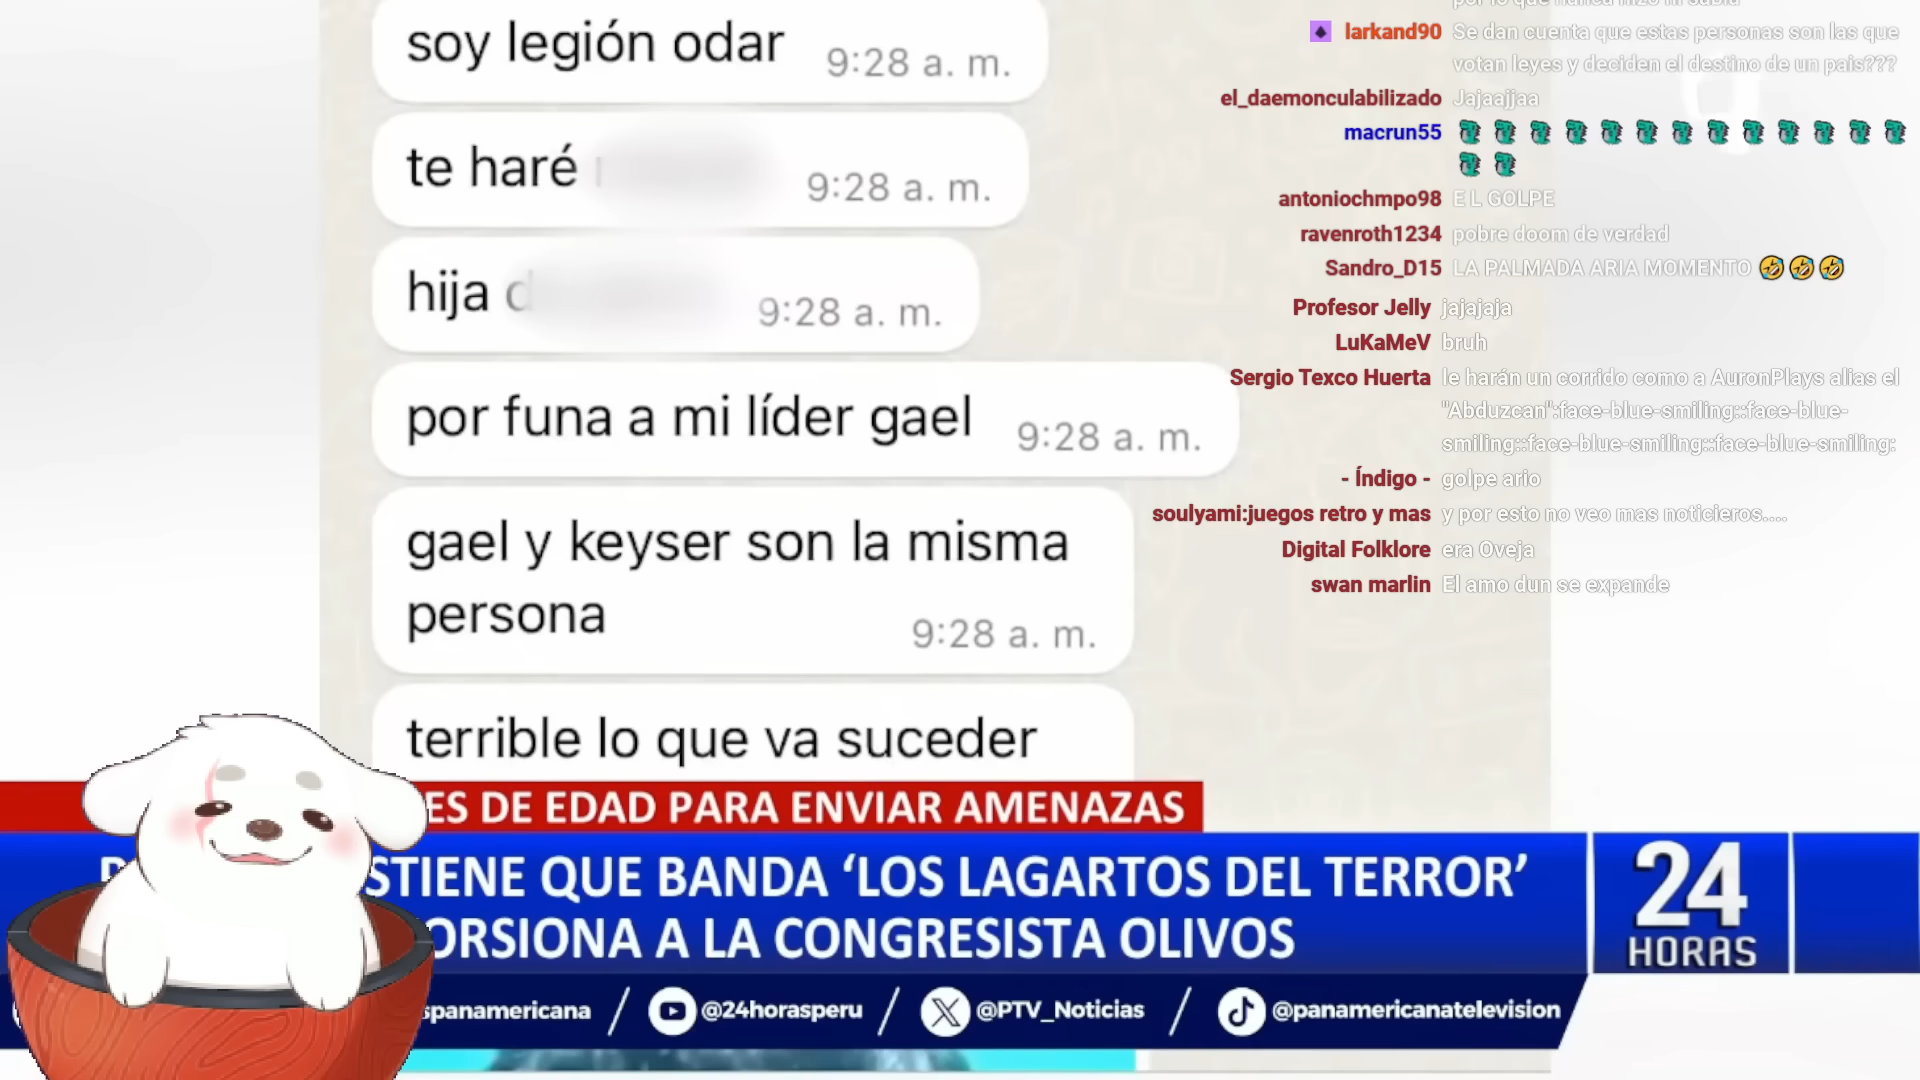 soy legión odar 9:28 a. m.
te haré 9:28 a. m.
hija 9:28 a. m.
por funa a mi líder gael 9:28 a. m.
gael y keyser son la misma
persona 9:28 a. m.
terrible lo que va suceder
larkand90 Se dan cuenta que estas personas son las que
votan leyes y deciden el destino de un pais???
el_daemonculabilizado Jajaajjaa
macrun55
antoniochmpo98 E L GOLPE
ravenroth1234 pobre doom de verdad
Sandro_D15 LA PALMADA ARIA MOMENTO 🤣🤣🤣
Profesor Jelly jajajaja
LuKaMeV bruh
Sergio Texco Huerta le harán un corrido como a AuronPlays alias el
"Abduzcan":face-blue-smiling::face-blue-
smiling::face-blue-smiling::face-blue-smiling:
- Índigo - golpe ario
soulyami:juegos retro y mas y por esto no veo mas noticieros....
Digital Folklore era Oveja
swan marlin El amo dun se expande
ES DE EDAD PARA ENVIAR AMENAZAS
STIENE QUE BANDA ‘LOS LAGARTOS DEL TERROR’
ORSIONA A LA CONGRESISTA OLIVOS
24
HORAS
spanamericana / @24horasperu / @PTV_Noticias / @panamericanatelevision